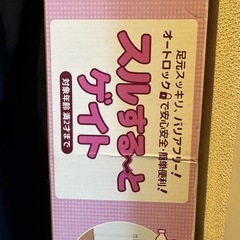 足元スッキリ、バリアフリー!
オートロックで安心安全・簡単便利!
スルする〜と
ゲイト
対象年齢 満2才まで